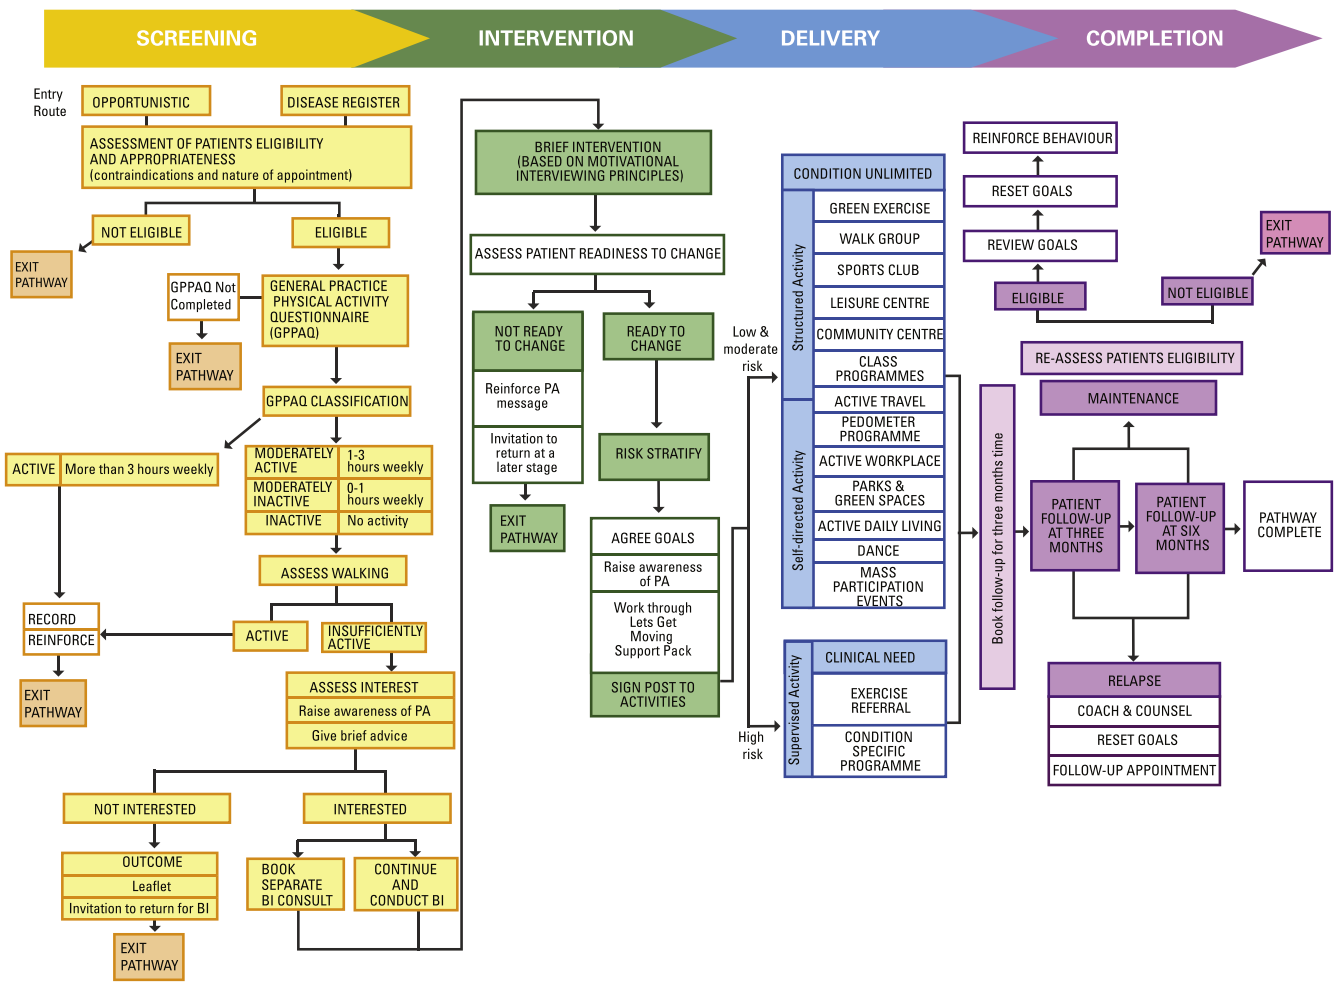 SCREENING
INTERVENTION
DELIVERY
COMPLETION
Entry
Route
OPPORTUNISTIC
DISEASE REGISTER
ASSESSMENT OF PATIENTS ELIGIBILITY
AND APPROPRIATENESS
(contraindications and nature of appointment)
NOT ELIGIBLE
ELIGIBLE
EXIT
PATHWAY
GPPAQ Not
Completed
GENERAL PRACTICE
PHYSICAL ACTIVITY
QUESTIONNAIRE
(GPPAQ)
EXIT
PATHWAY
GPPAQ CLASSIFICATION
ACTIVE
More than 3 hours weekly
MODERATELY
ACTIVE
1-3
hours weekly
MODERATELY
INACTIVE
0-1
hours weekly
INACTIVE
No activity
ASSESS WALKING
RECORD
REINFORCE
ACTIVE
INSUFFICIENTLY
ACTIVE
EXIT
PATHWAY
ASSESS INTEREST
Raise awareness of PA
Give brief advice
NOT INTERESTED
INTERESTED
OUTCOME
Leaflet
Invitation to return for BI
EXIT
PATHWAY
BOOK
SEPARATE
BI CONSULT
CONTINUE
AND
CONDUCT BI
BRIEF INTERVENTION
(BASED ON MOTIVATIONAL
INTERVIEWING PRINCIPLES)
ASSESS PATIENT READINESS TO CHANGE
NOT READY
TO CHANGE
Reinforce PA
message
Invitation to
return at a
later stage
EXIT
PATHWAY
READY TO
CHANGE
RISK STRATIFY
AGREE GOALS
Raise awareness
of PA
Work through
Lets Get
Moving
Support Pack
SIGN POST TO
ACTIVITIES
Low &
moderate
risk
High
risk
CONDITION UNLIMITED
Structured Activity
GREEN EXERCISE
WALK GROUP
SPORTS CLUB
LEISURE CENTRE
COMMUNITY CENTRE
CLASS
PROGRAMMES
Self-directed Activity
ACTIVE TRAVEL
PEDOMETER
PROGRAMME
ACTIVE WORKPLACE
PARKS &
GREEN SPACES
ACTIVE DAILY LIVING
DANCE
MASS
PARTICIPATION
EVENTS
Supervised Activity
CLINICAL NEED
EXERCISE
REFERRAL
CONDITION
SPECIFIC
PROGRAMME
Book follow-up for three months time
REINFORCE BEHAVIOUR
RESET GOALS
REVIEW GOALS
ELIGIBLE
NOT ELIGIBLE
EXIT
PATHWAY
RE-ASSESS PATIENTS ELIGIBILITY
MAINTENANCE
PATIENT
FOLLOW-UP
AT THREE
MONTHS
PATIENT
FOLLOW-UP
AT SIX
MONTHS
PATHWAY
COMPLETE
RELAPSE
COACH & COUNSEL
RESET GOALS
FOLLOW-UP APPOINTMENT